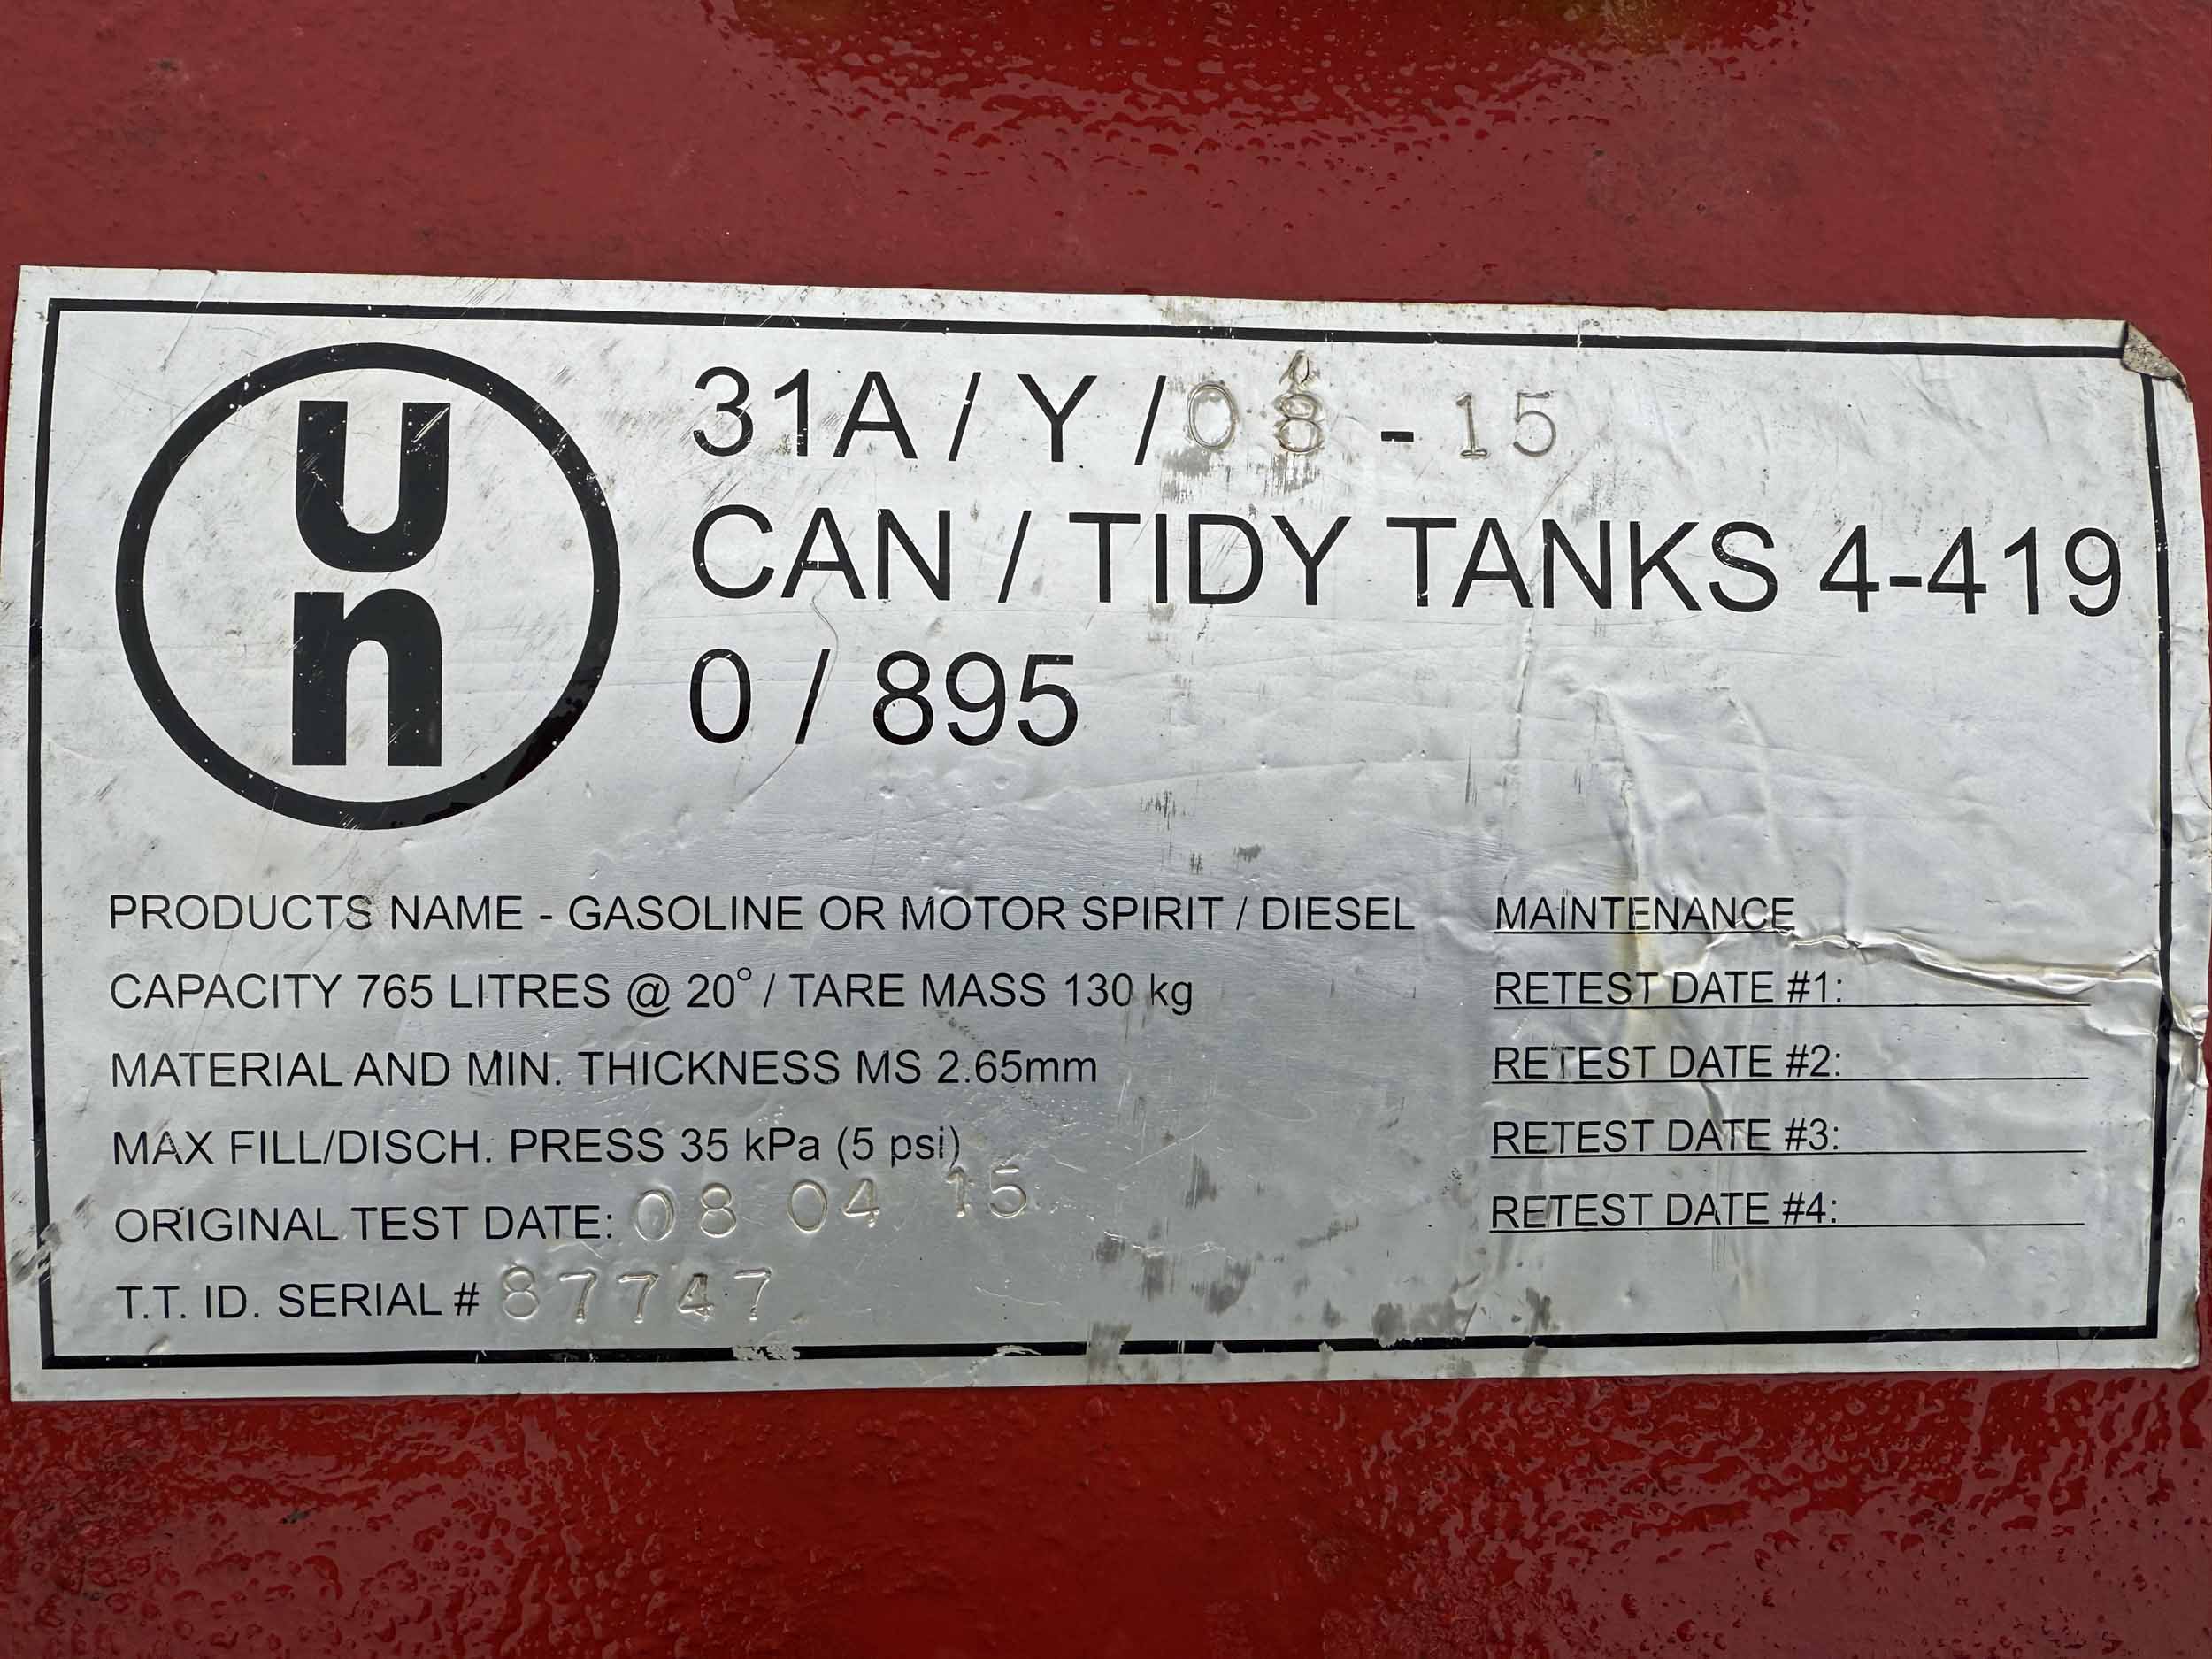 un
31A / Y / 08 - 15
CAN / TIDY TANKS 4-419
0 / 895
PRODUCTS NAME - GASOLINE OR MOTOR SPIRIT / DIESEL
CAPACITY 765 LITRES @ 20° / TARE MASS 130 kg
MATERIAL AND MIN. THICKNESS MS 2.65mm
MAX FILL/DISCH. PRESS 35 kPa (5 psi)
ORIGINAL TEST DATE: 08 04 15
T.T. ID. SERIAL # 87747
MAINTENANCE
RETEST DATE #1:
RETEST DATE #2:
RETEST DATE #3:
RETEST DATE #4: